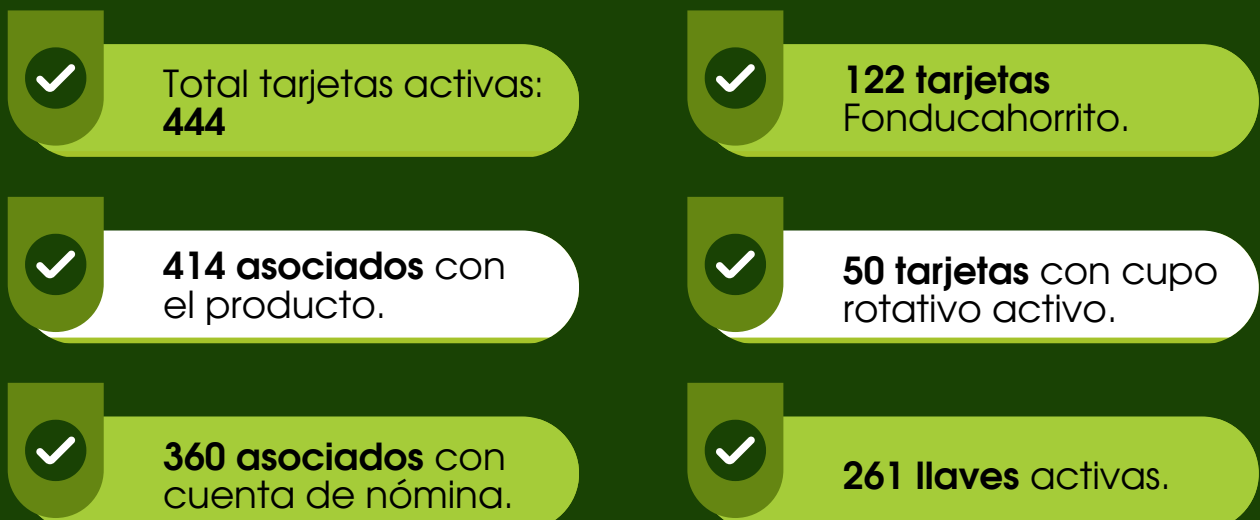 Total tarjetas activas:
444
122 tarjetas
Fonducahorrito.
414 asociados con
el producto.
50 tarjetas con cupo
rotativo activo.
360 asociados con
cuenta de nómina.
261 llaves activas.